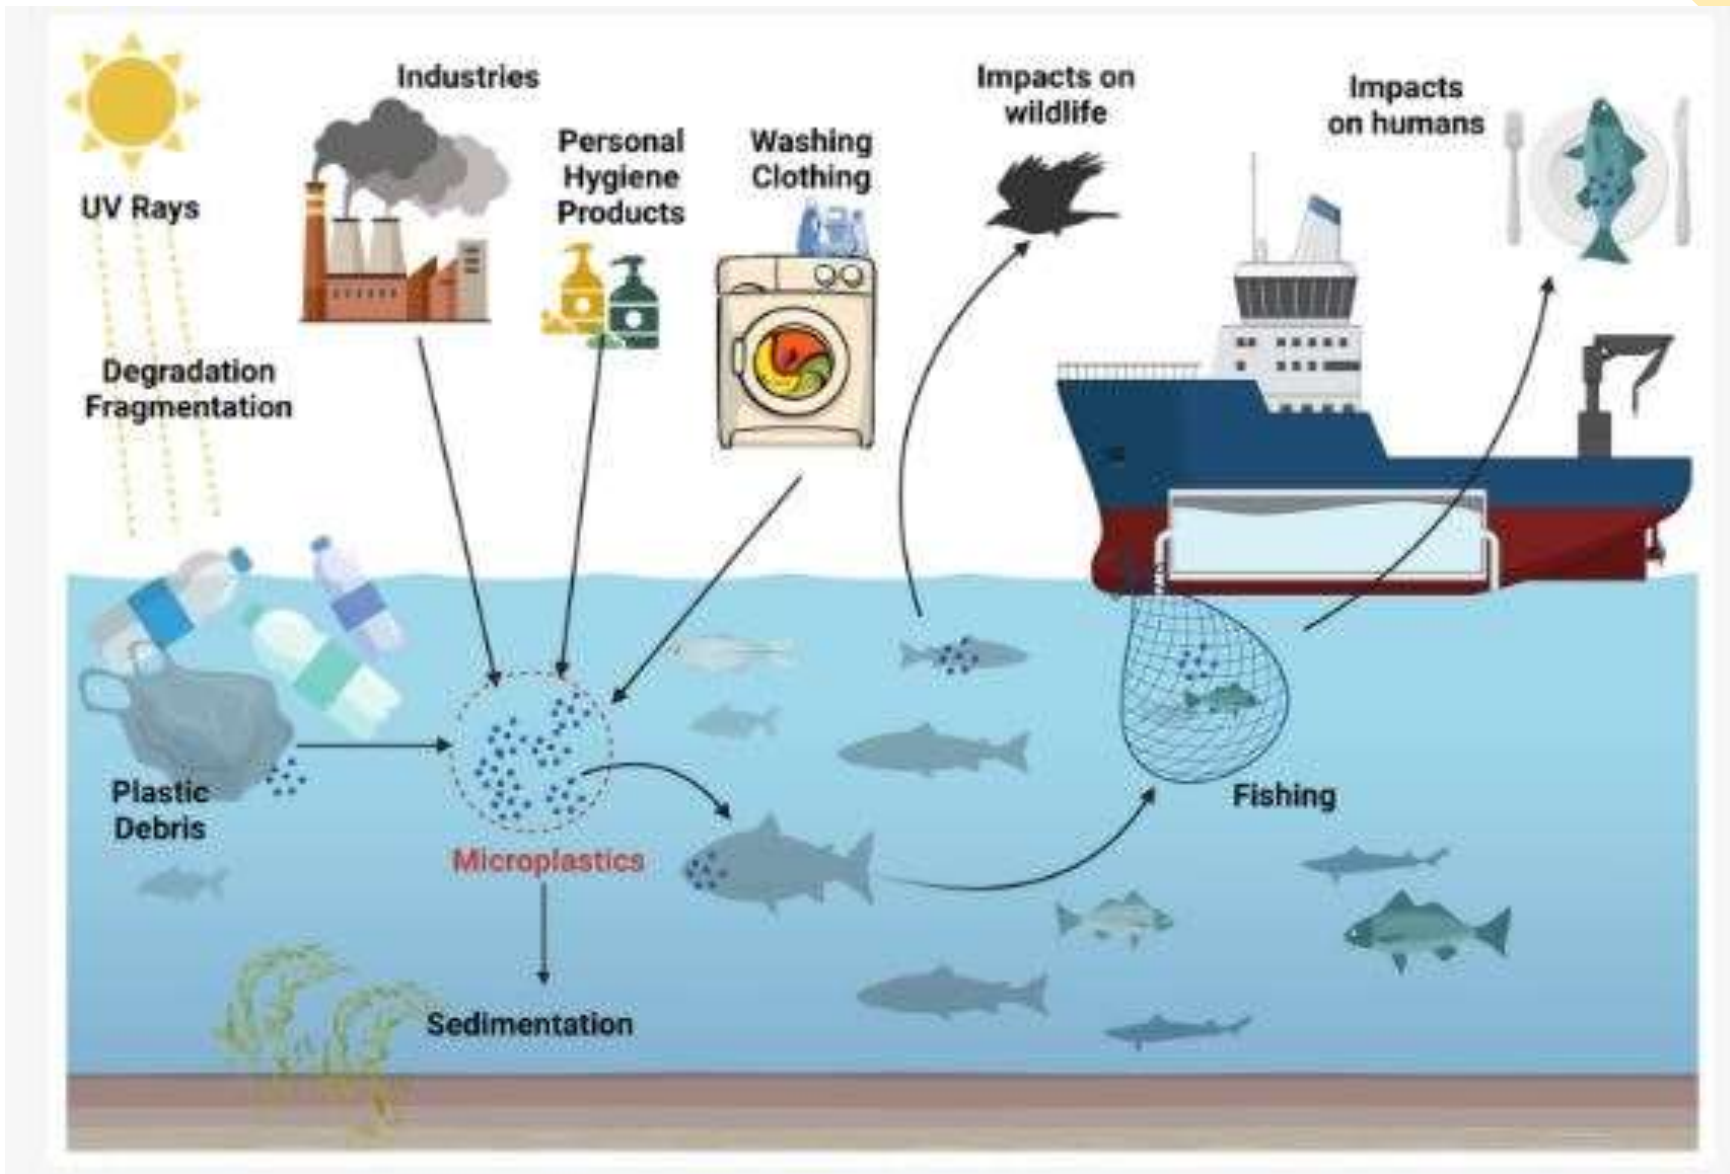 Industries
Impacts on
wildlife
Impacts
on humans
Personal
Hygiene
Products
Washing
Clothing
UV Rays
Degradation
Fragmentation
Plastic
Debris
Microplastics
Fishing
Sedimentation